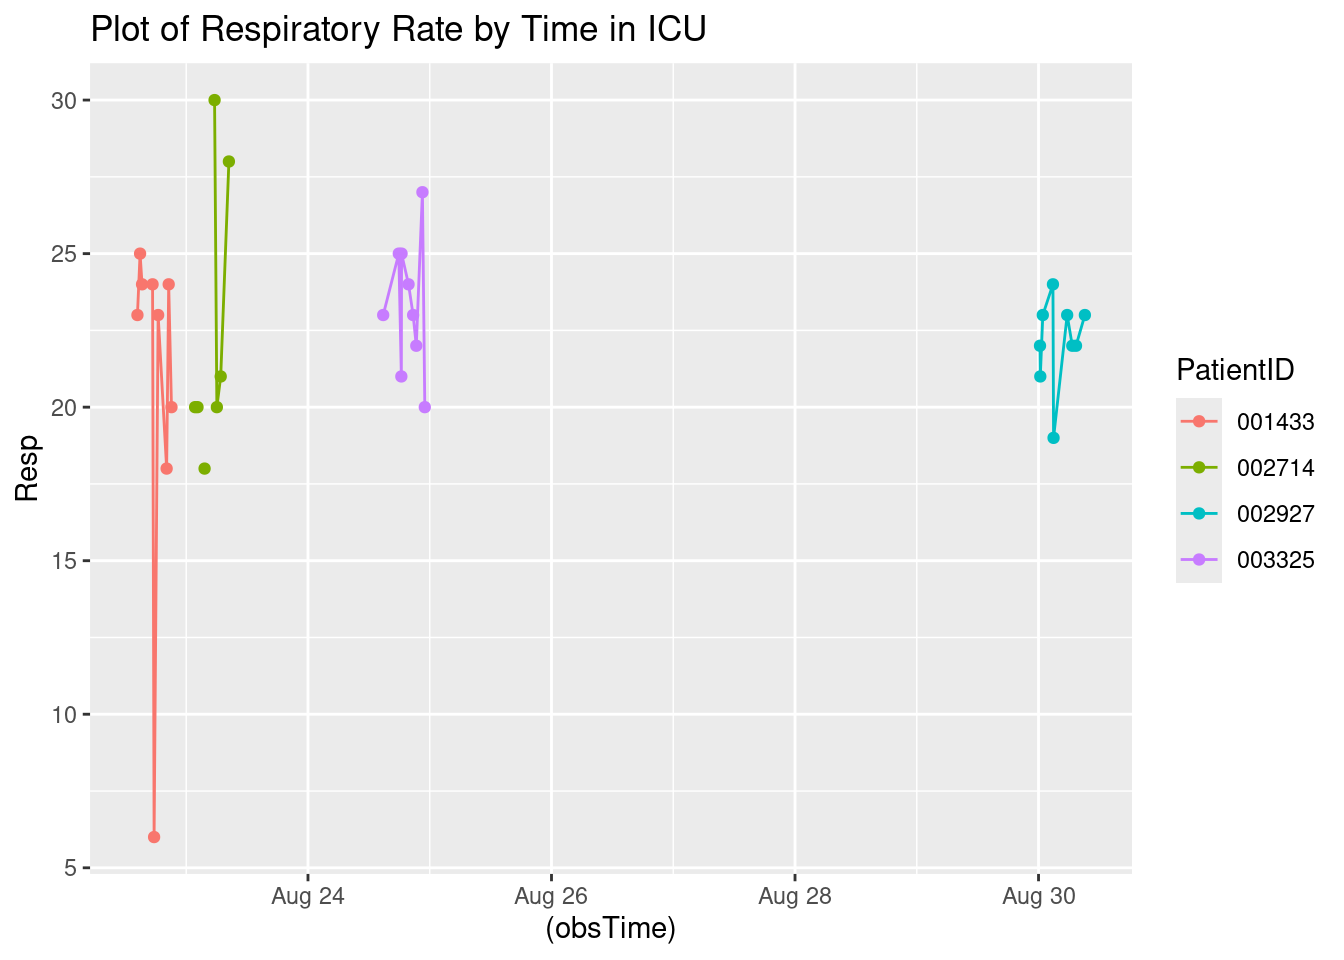 Plot of Respiratory Rate by Time in ICU
30
25
20
15
10
5
Resp
Aug 24
Aug 26
Aug 28
Aug 30
(obsTime)
PatientID
001433
002714
002927
003325